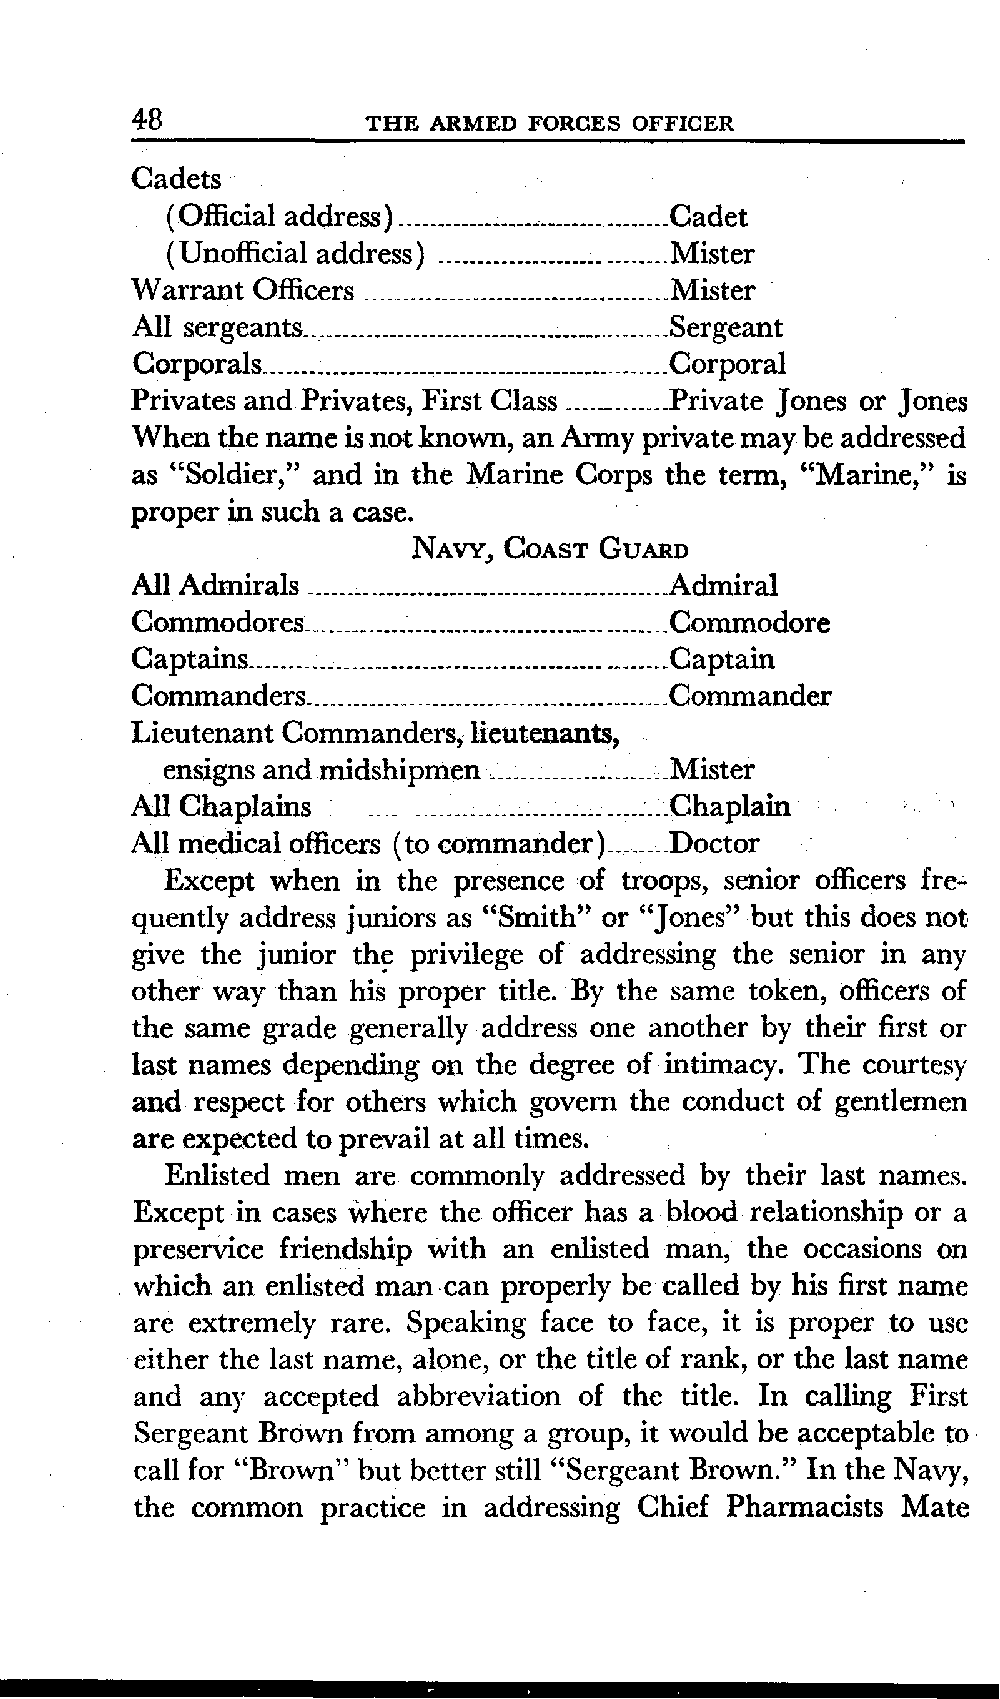 48 THE ARMED FORCES OFFICER
Cadets
(Official address) Cadet
(Unofficial address) Mister
Warrant Officers Mister
All sergeants Sergeant
Corporals Corporal
Privates and Privates, First Class Private Jones or Jones
When the name is not known, an Army private may be addressed
as “Soldier,” and in the Marine Corps the term, “Marine,” is
proper in such a case.
NAVY, COAST GUARD
All Admirals Admiral
Commodores Commodore
Captains Captain
Commanders Commander
Lieutenant Commanders, lieutenants,
ensigns and midshipmen Mister
All Chaplains Chaplain
All medical officers (to commander) Doctor
Except when in the presence of troops, senior officers fre-
quently address juniors as “Smith” or “Jones” but this does not
give the junior the privilege of addressing the senior in any
other way than his proper title. By the same token, officers of
the same grade generally address one another by their first or
last names depending on the degree of intimacy. The courtesy
and respect for others which govern the conduct of gentlemen
are expected to prevail at all times.
Enlisted men are commonly addressed by their last names.
Except in cases where the officer has a blood relationship or a
preservice friendship with an enlisted man, the occasions on
which an enlisted man can properly be called by his first name
are extremely rare. Speaking face to face, it is proper to use
either the last name, alone, or the title of rank, or the last name
and any accepted abbreviation of the title. In calling First
Sergeant Brown from among a group, it would be acceptable to
call for “Brown” but better still “Sergeant Brown.” In the Navy,
the common practice in addressing Chief Pharmacists Mate